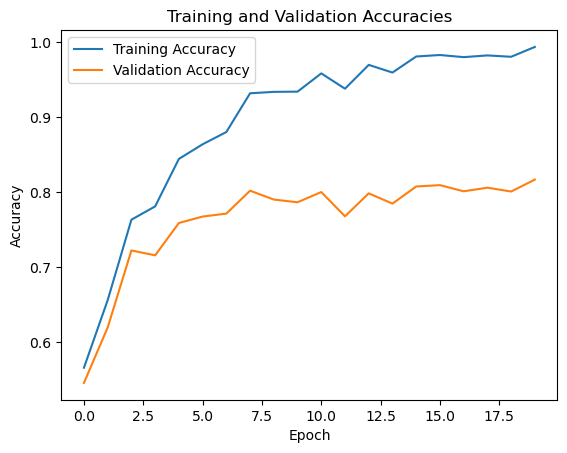 Training and Validation Accuracies
Training Accuracy
Validation Accuracy
1.0
0.9
0.8
0.7
0.6
Accuracy
0.0 2.5 5.0 7.5 10.0 12.5 15.0 17.5
Epoch